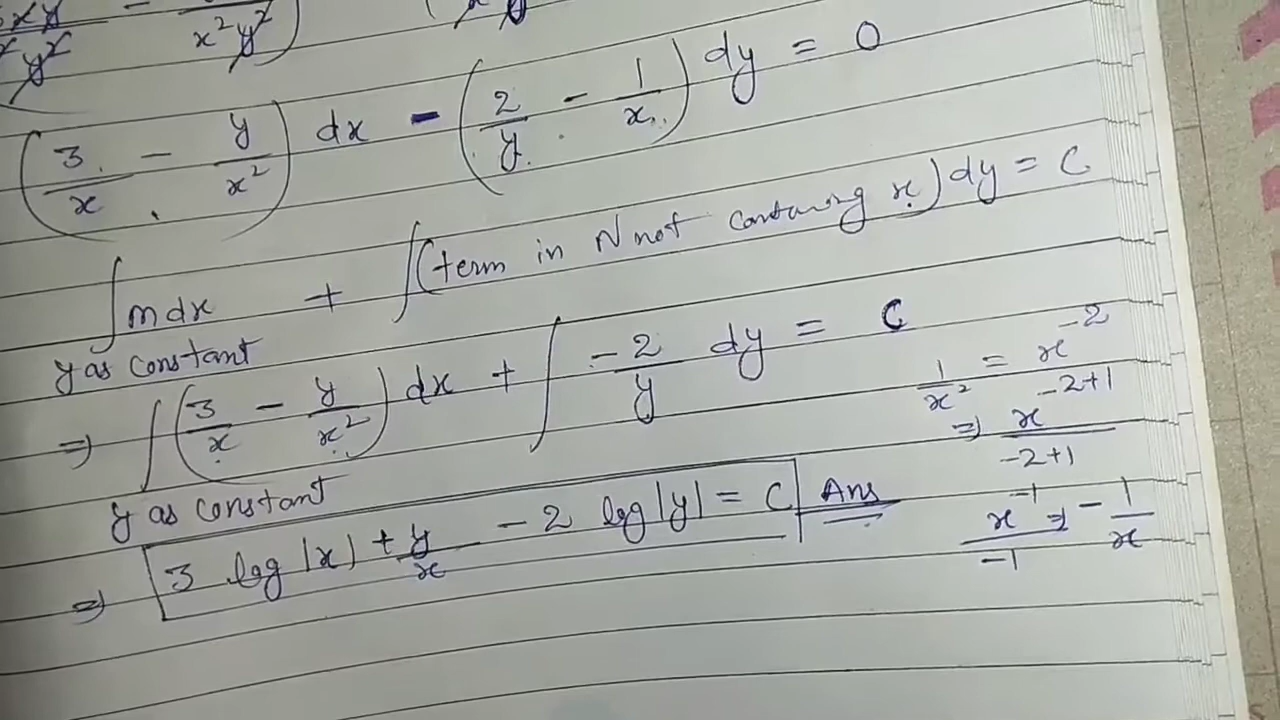 xy/y² - /x²y²)
(3/x - y/x²) dx - (2/y - 1/x) dy = 0
∫ m dx + ∫(term in N not containing x) dy = C
y as constant
⇒ ∫(3/x - y/x²) dx + ∫ -2/y dy = C
y as constant
⇒ 3 log |x| + y/x - 2 log |y| = C Ans
1/x² = x⁻²
⇒ x⁻²⁺¹/-2+1
x⁻¹/-1 ⇒ - 1/x